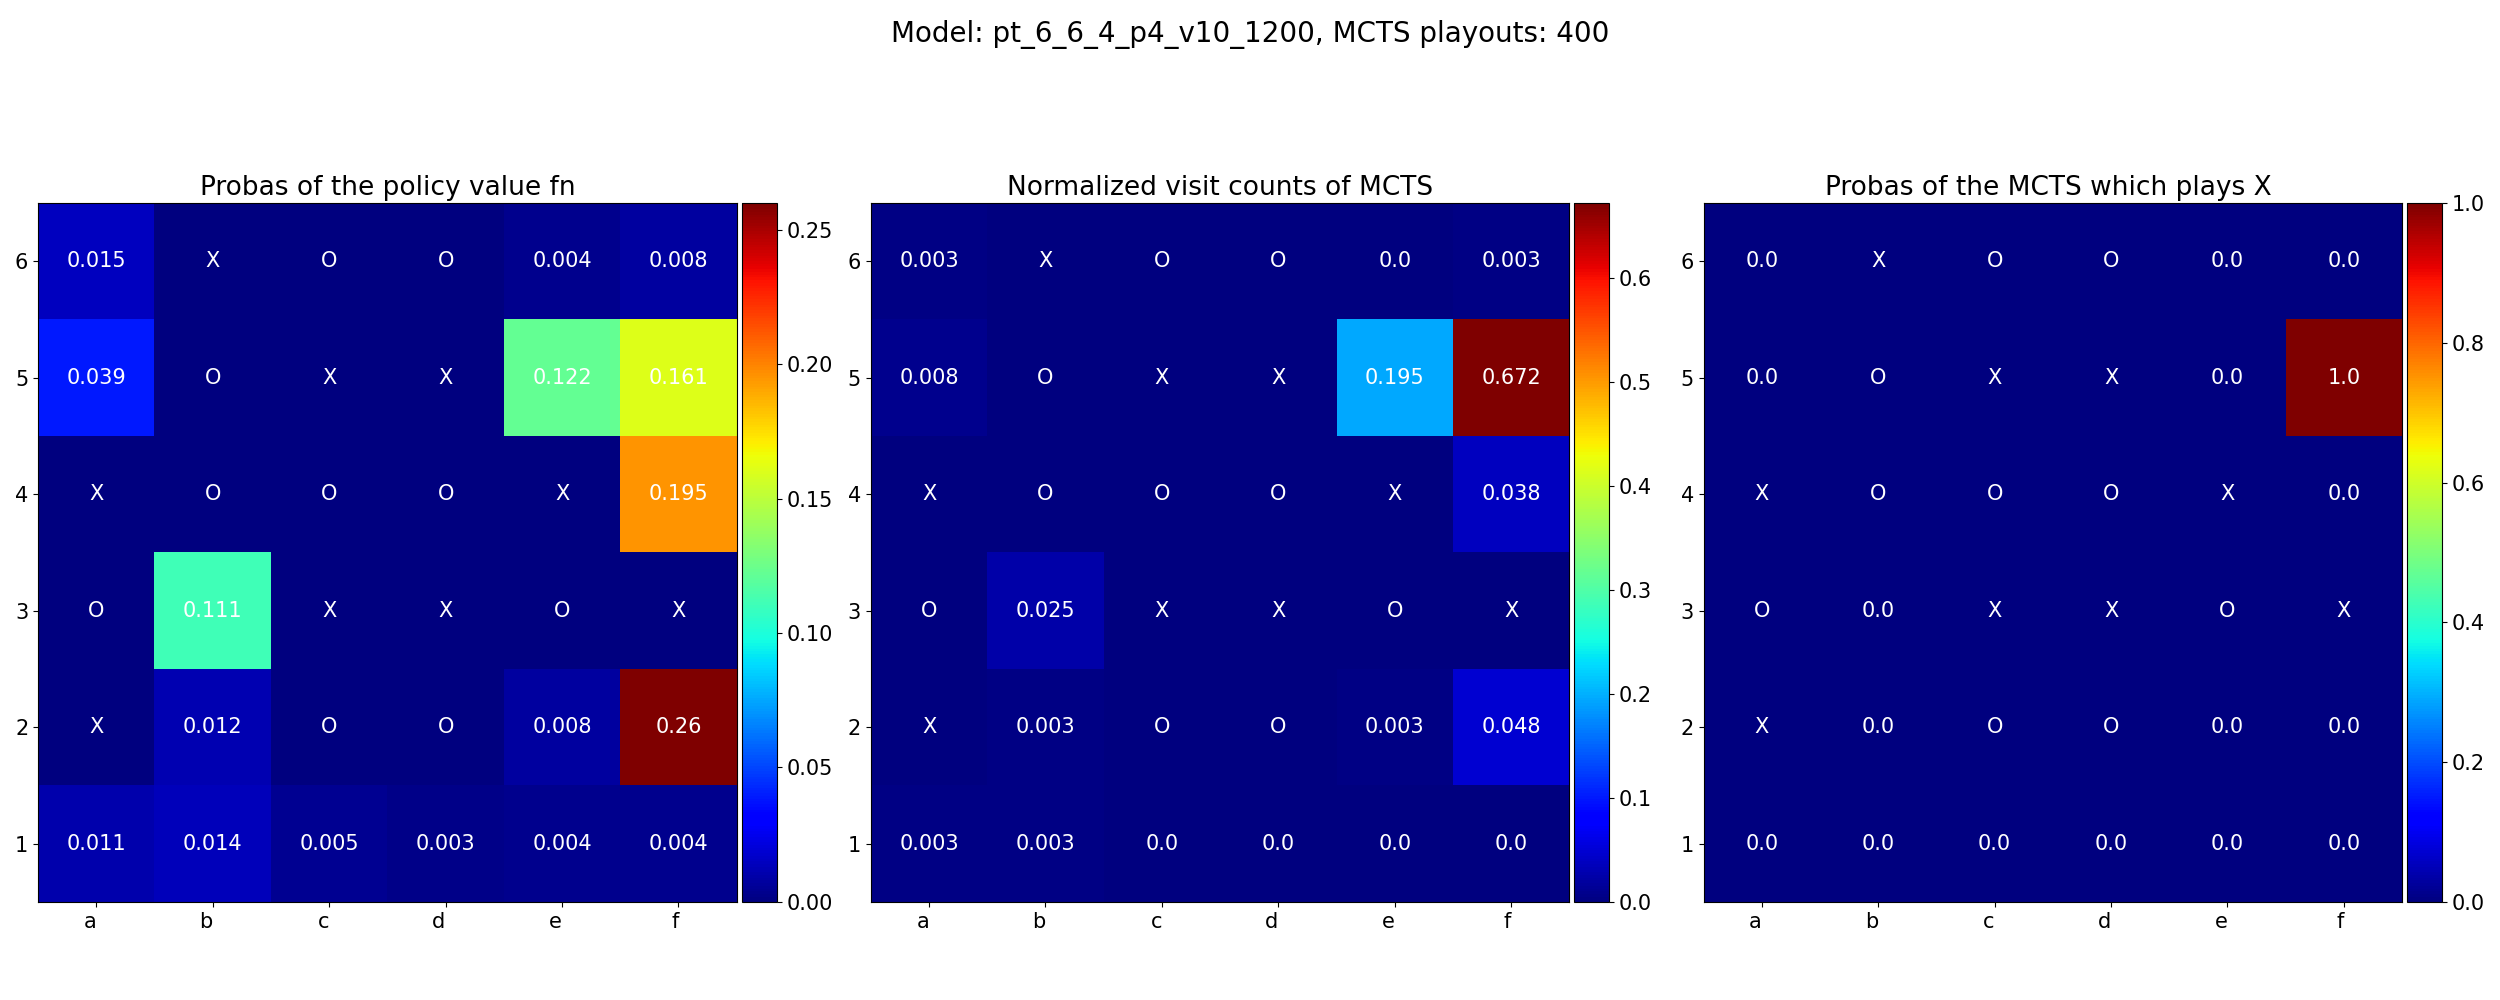 Model: pt_6_6_4_p4_v10_1200, MCTS playouts: 400
Probas of the policy value fn
6 0.015 X O O 0.004 0.008
5 0.039 O X X 0.122 0.161
4 X O O O X 0.195
3 O 0.111 X X O X
2 X 0.012 O O 0.008 0.26
1 0.011 0.014 0.005 0.003 0.004 0.004
a b c d e f
0.25
0.20
0.15
0.10
0.05
0.00
Normalized visit counts of MCTS
6 0.003 X O O 0.0 0.003
5 0.008 O X X 0.195 0.672
4 X O O O X 0.038
3 O 0.025 X X O X
2 X 0.003 O O 0.003 0.048
1 0.003 0.003 0.0 0.0 0.0 0.0
a b c d e f
0.6
0.5
0.4
0.3
0.2
0.1
0.0
Probas of the MCTS which plays X
6 0.0 X O O 0.0 0.0
5 0.0 O X X 0.0 1.0
4 X O O O X 0.0
3 O 0.0 X X O X
2 X 0.0 O O 0.0 0.0
1 0.0 0.0 0.0 0.0 0.0 0.0
a b c d e f
1.0
0.8
0.6
0.4
0.2
0.0